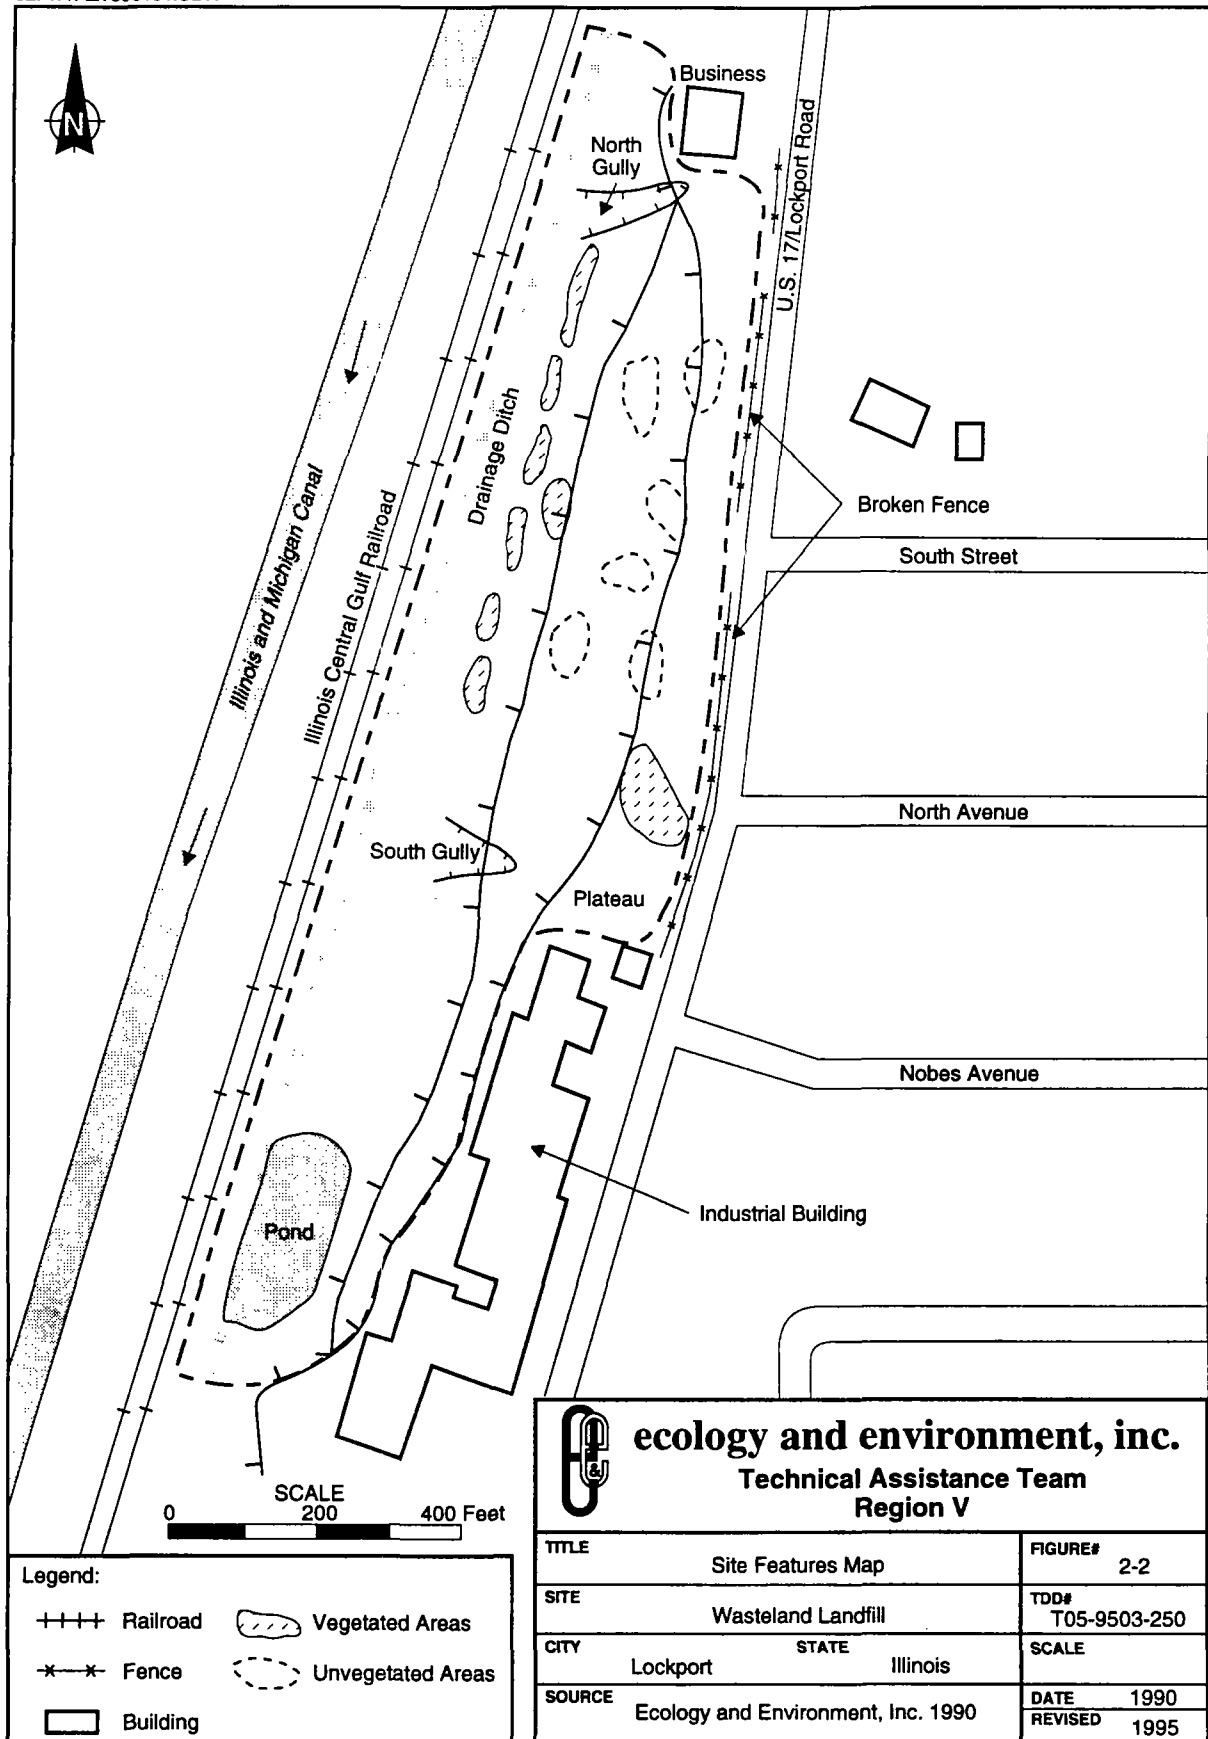 N
Business
North
Gully
U.S. 17/Lockport Road
Drainage Ditch
Broken Fence
South Street
Illinois and Michigan Canal
Illinois Central Gulf Railroad
North Avenue
South Gully
Plateau
Nobes Avenue
Industrial Building
Pond
SCALE
0 200 400 Feet
ecology and environment, inc.
Technical Assistance Team
Region V
TITLE
Site Features Map
FIGURE#
2-2
SITE
Wasteland Landfill
TDD#
T05-9503-250
CITY
Lockport
STATE
Illinois
SCALE
SOURCE
Ecology and Environment, Inc. 1990
DATE 1990
REVISED 1995
Legend:
Railroad
Vegetated Areas
Fence
Unvegetated Areas
Building